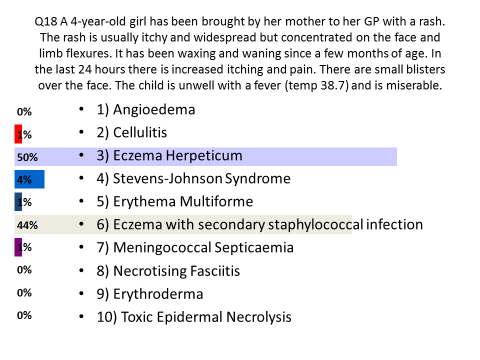 Q18 A 4-year-old girl has been brought by her mother to her GP with a rash.
The rash is usually itchy and widespread but concentrated on the face and
limb flexures. It has been waxing and waning since a few months of age. In
the last 24 hours there is increased itching and pain. There are small blisters
over the face. The child is unwell with a fever (temp 38.7) and is miserable.
0% • 1) Angioedema
1% • 2) Cellulitis
50% • 3) Eczema Herpeticum
4% • 4) Stevens-Johnson Syndrome
1% • 5) Erythema Multiforme
44% • 6) Eczema with secondary staphylococcal infection
1% • 7) Meningococcal Septicaemia
0% • 8) Necrotising Fasciitis
0% • 9) Erythroderma
0% • 10) Toxic Epidermal Necrolysis